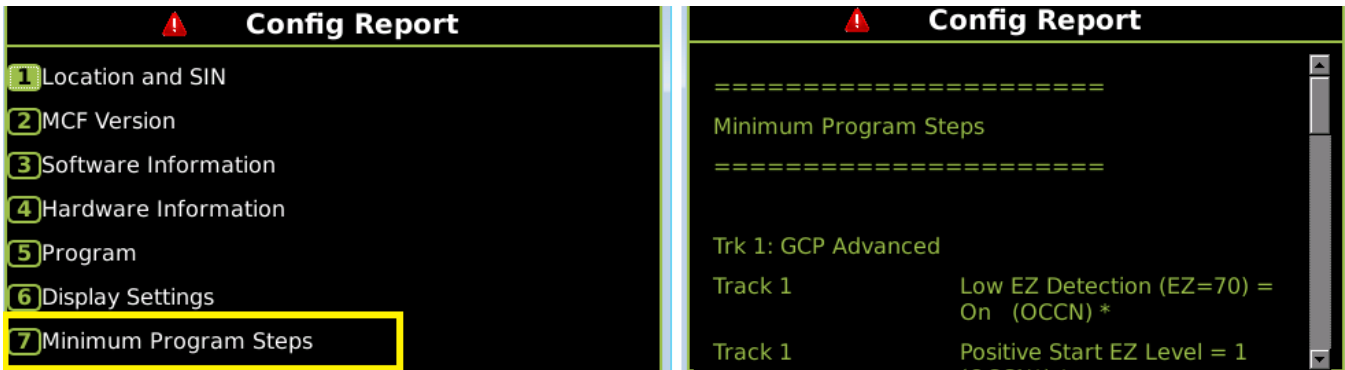 Config Report
1 Location and SIN
2 MCF Version
3 Software Information
4 Hardware Information
5 Program
6 Display Settings
7 Minimum Program Steps
Config Report
======================
Minimum Program Steps
======================
Trk 1: GCP Advanced
Track 1 Low EZ Detection (EZ=70) =
On (OCCN) *
Track 1 Positive Start EZ Level = 1